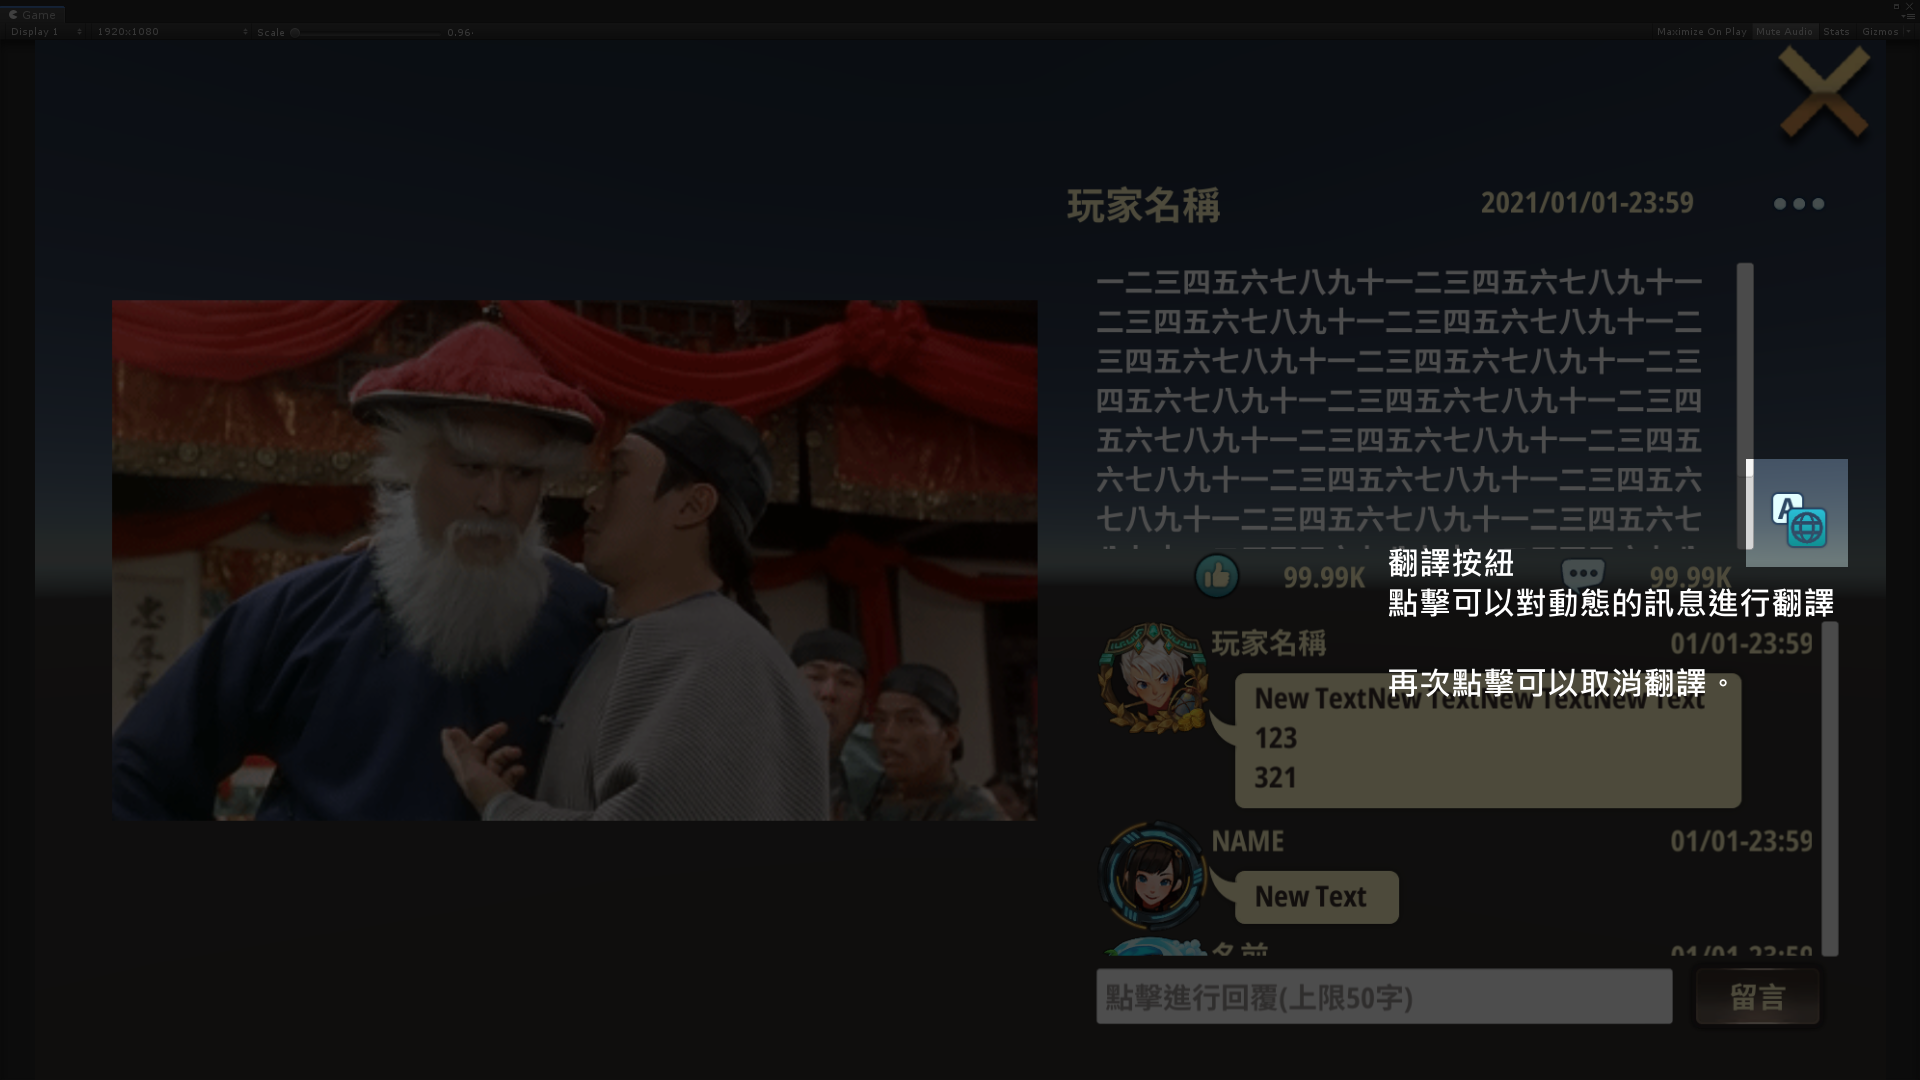 Game
Display 1
1920x1080
Scale
0.96
Maximize On Play
Mute Audio
Stats
Gizmos
玩家名稱
2021/01/01-23:59
一二三四五六七八九十一二三四五六七八九十一
二三四五六七八九十一二三四五六七八九十一二
三四五六七八九十一二三四五六七八九十一二三
四五六七八九十一二三四五六七八九十一二三四
五六七八九十一二三四五六七八九十一二三四五
六七八九十一二三四五六七八九十一二三四五六
七八九十一二三四五六七八九十一二三四五六七
A
99.99K
99.99K
翻譯按紐
點擊可以對動態的訊息進行翻譯
再次點擊可以取消翻譯。
玩家名稱
01/01-23:59
New TextNew TextNew TextNew Text
123
321
NAME
01/01-23:59
New Text
名前
01/01-23:59
點擊進行回覆(上限50字)
留言